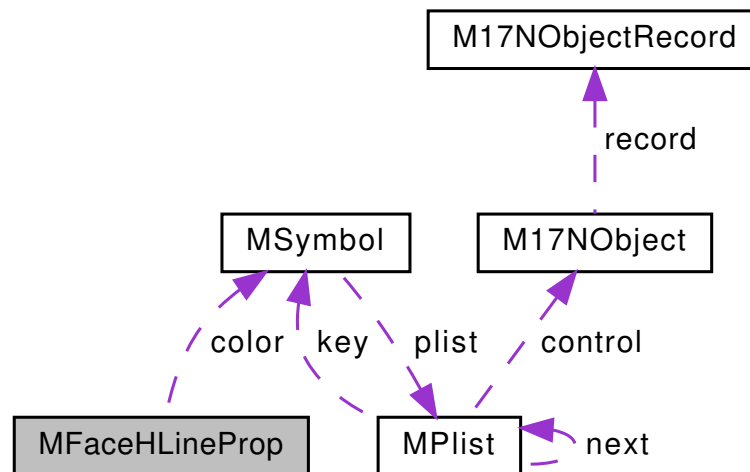 M17NObjectRecord
record
MSymbol
M17NObject
color
key
plist
control
MFaceHLineProp
MPlist
next